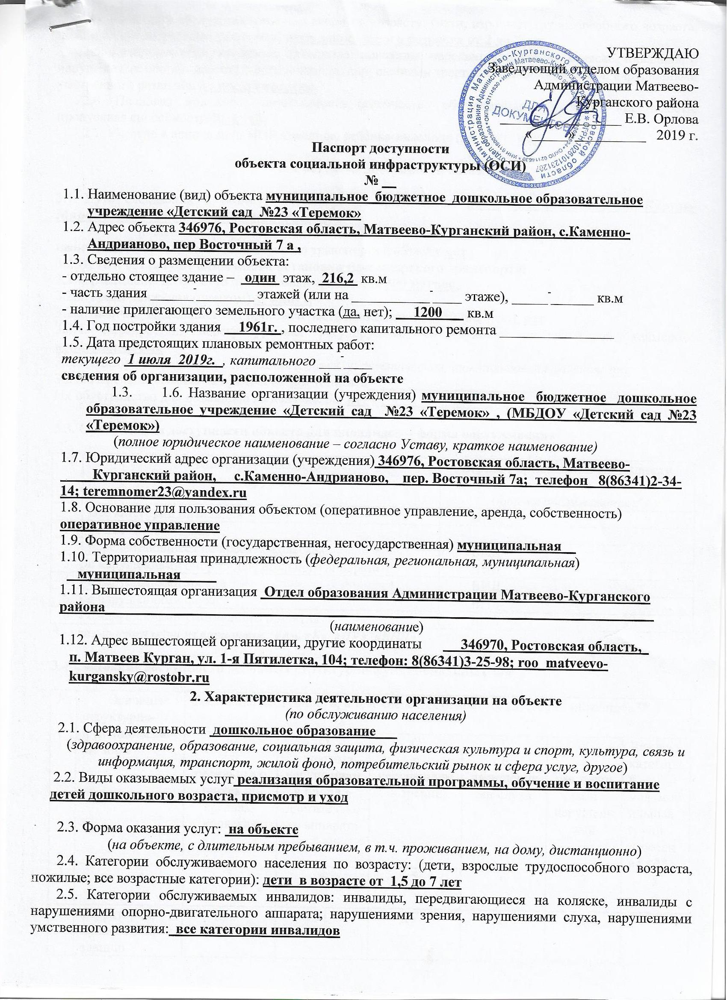 УТВЕРЖДАЮ
Заведующий отделом образования
Администрации Матвеево-
Курганского района
_________________ Е.В. Орлова
«_____»__________ 2019 г.
ДЛЯ
ДОКУМЕНТОВ
Паспорт доступности
объекта социальной инфраструктуры (ОСИ)
№ __
1.1. Наименование (вид) объекта муниципальное бюджетное дошкольное образовательное
учреждение «Детский сад №23 «Теремок»
1.2. Адрес объекта 346976, Ростовская область, Матвеево-Курганский район, с.Каменно-
Андрианово, пер Восточный 7 а ,
1.3. Сведения о размещении объекта:
- отдельно стоящее здание – один этаж, 216,2 кв.м
- часть здания ______-________ этажей (или на ___________-____ этаже), _____-______ кв.м
- наличие прилегающего земельного участка (да, нет); 1200 кв.м
1.4. Год постройки здания 1961г. , последнего капитального ремонта ________________
1.5. Дата предстоящих плановых ремонтных работ:
текущего 1 июля 2019г. , капитального ___-____
сведения об организации, расположенной на объекте
1.3. 1.6. Название организации (учреждения) муниципальное бюджетное дошкольное
образовательное учреждение «Детский сад №23 «Теремок» , (МБДОУ «Детский сад №23
«Теремок»)
(полное юридическое наименование – согласно Уставу, краткое наименование)
1.7. Юридический адрес организации (учреждения) 346976, Ростовская область, Матвеево-
Курганский район, с.Каменно-Андрианово, пер. Восточный 7а; телефон 8(86341)2-34-
14; teremnomer23@yandex.ru
1.8. Основание для пользования объектом (оперативное управление, аренда, собственность)
оперативное управление
1.9. Форма собственности (государственная, негосударственная) муниципальная
1.10. Территориальная принадлежность (федеральная, региональная, муниципальная)
муниципальная
1.11. Вышестоящая организация Отдел образования Администрации Матвеево-Курганского
района
(наименование)
1.12. Адрес вышестоящей организации, другие координаты 346970, Ростовская область,
п. Матвеев Курган, ул. 1-я Пятилетка, 104; телефон: 8(86341)3-25-98; roo matveevo-
kurgansky@rostobr.ru
2. Характеристика деятельности организации на объекте
(по обслуживанию населения)
2.1. Сфера деятельности дошкольное образование
(здравоохранение, образование, социальная защита, физическая культура и спорт, культура, связь и
информация, транспорт, жилой фонд, потребительский рынок и сфера услуг, другое)
2.2. Виды оказываемых услуг реализация образовательной программы, обучение и воспитание
детей дошкольного возраста, присмотр и уход
2.3. Форма оказания услуг: на объекте
(на объекте, с длительным пребыванием, в т.ч. проживанием, на дому, дистанционно)
2.4. Категории обслуживаемого населения по возрасту: (дети, взрослые трудоспособного возраста,
пожилые; все возрастные категории): дети в возрасте от 1,5 до 7 лет
2.5. Категории обслуживаемых инвалидов: инвалиды, передвигающиеся на коляске, инвалиды с
нарушениями опорно-двигательного аппарата; нарушениями зрения, нарушениями слуха, нарушениями
умственного развития: все категории инвалидов